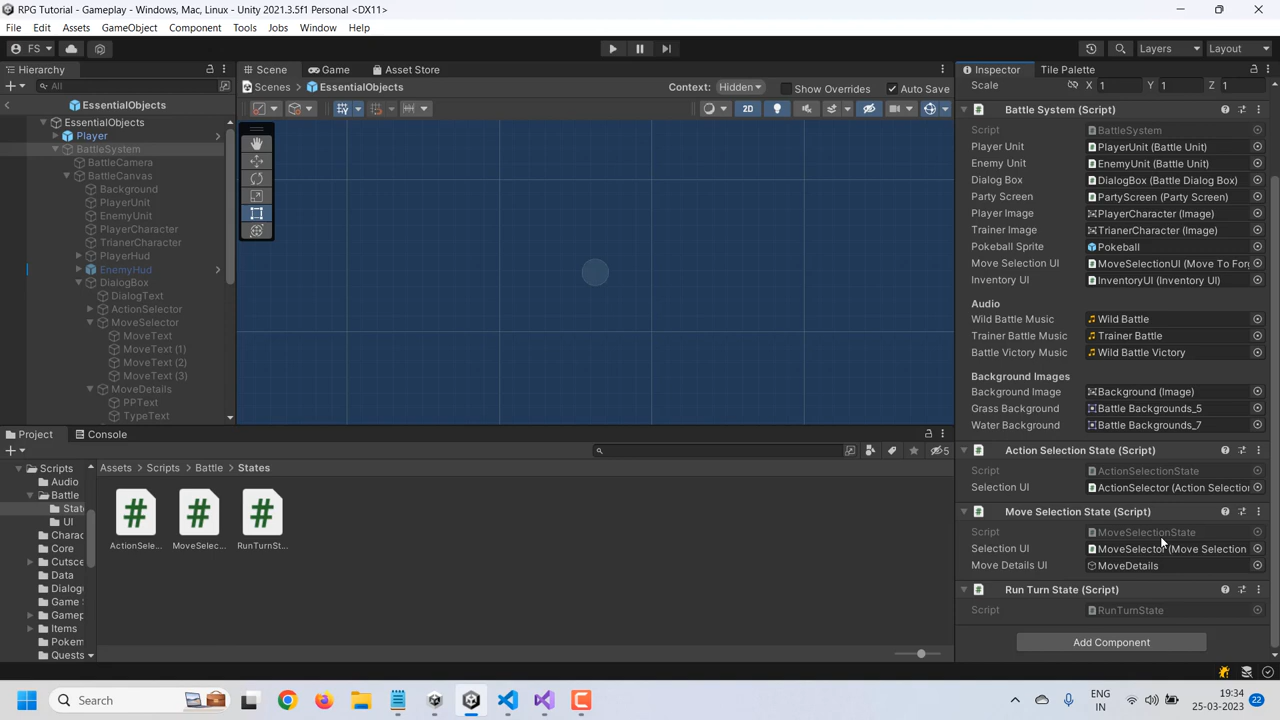 RPG Tutorial - Gameplay - Windows, Mac, Linux - Unity 2021.3.5f1 Personal <DX11>
File Edit Assets GameObject Component Tools Jobs Window Help
FS Layers Layout
Hierarchy Scene Game Asset Store Inspector Tile Palette
All Scenes EssentialObjects Context: Hidden Show Overrides Auto Save Scale X 1 Y 1 Z 1
EssentialObjects
2D
EssentialObjects
Player
BattleSystem
BattleCamera
BattleCanvas
Background
PlayerUnit
EnemyUnit
PlayerCharacter
TrianerCharacter
PlayerHud
EnemyHud
DialogBox
DialogText
ActionSelector
MoveSelector
MoveText
MoveText (1)
MoveText (2)
MoveText (3)
MoveDetails
PPText
TypeText
Battle System (Script)
Script BattleSystem
Player Unit PlayerUnit (Battle Unit)
Enemy Unit EnemyUnit (Battle Unit)
Dialog Box DialogBox (Battle Dialog Box)
Party Screen PartyScreen (Party Screen)
Player Image PlayerCharacter (Image)
Trainer Image TrianerCharacter (Image)
Pokeball Sprite Pokeball
Move Selection UI MoveSelectionUI (Move To For
Inventory UI InventoryUI (Inventory UI)
Audio
Wild Battle Music Wild Battle
Trainer Battle Music Trainer Battle
Battle Victory Music Wild Battle Victory
Background Images
Background Image Background (Image)
Grass Background Battle Backgrounds_5
Water Background Battle Backgrounds_7
Action Selection State (Script)
Script ActionSelectionState
Selection UI ActionSelector (Action Selection
Move Selection State (Script)
Script MoveSelectionState
Selection UI MoveSelector (Move Selection
Move Details UI MoveDetails
Run Turn State (Script)
Script RunTurnState
Add Component
Project Console
5
Assets Scripts Battle States
Scripts
Audio
Battle
Stat
UI
Charac
Core
Cutsce
Data
Dialog
Game S
Gamep
Items
Pokem
Quests
ActionSele... MoveSelec... RunTurnSt...
Search
ENG
IN
19:34
25-03-2023
22